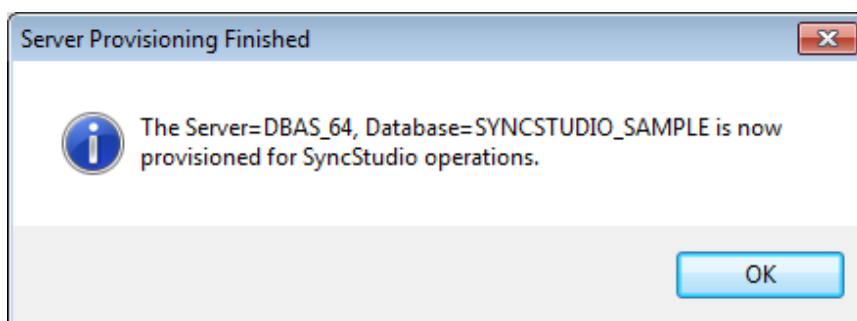 Server Provisioning Finished
The Server=DBAS_64, Database=SYNCSTUDIO_SAMPLE is now
provisioned for SyncStudio operations.
OK